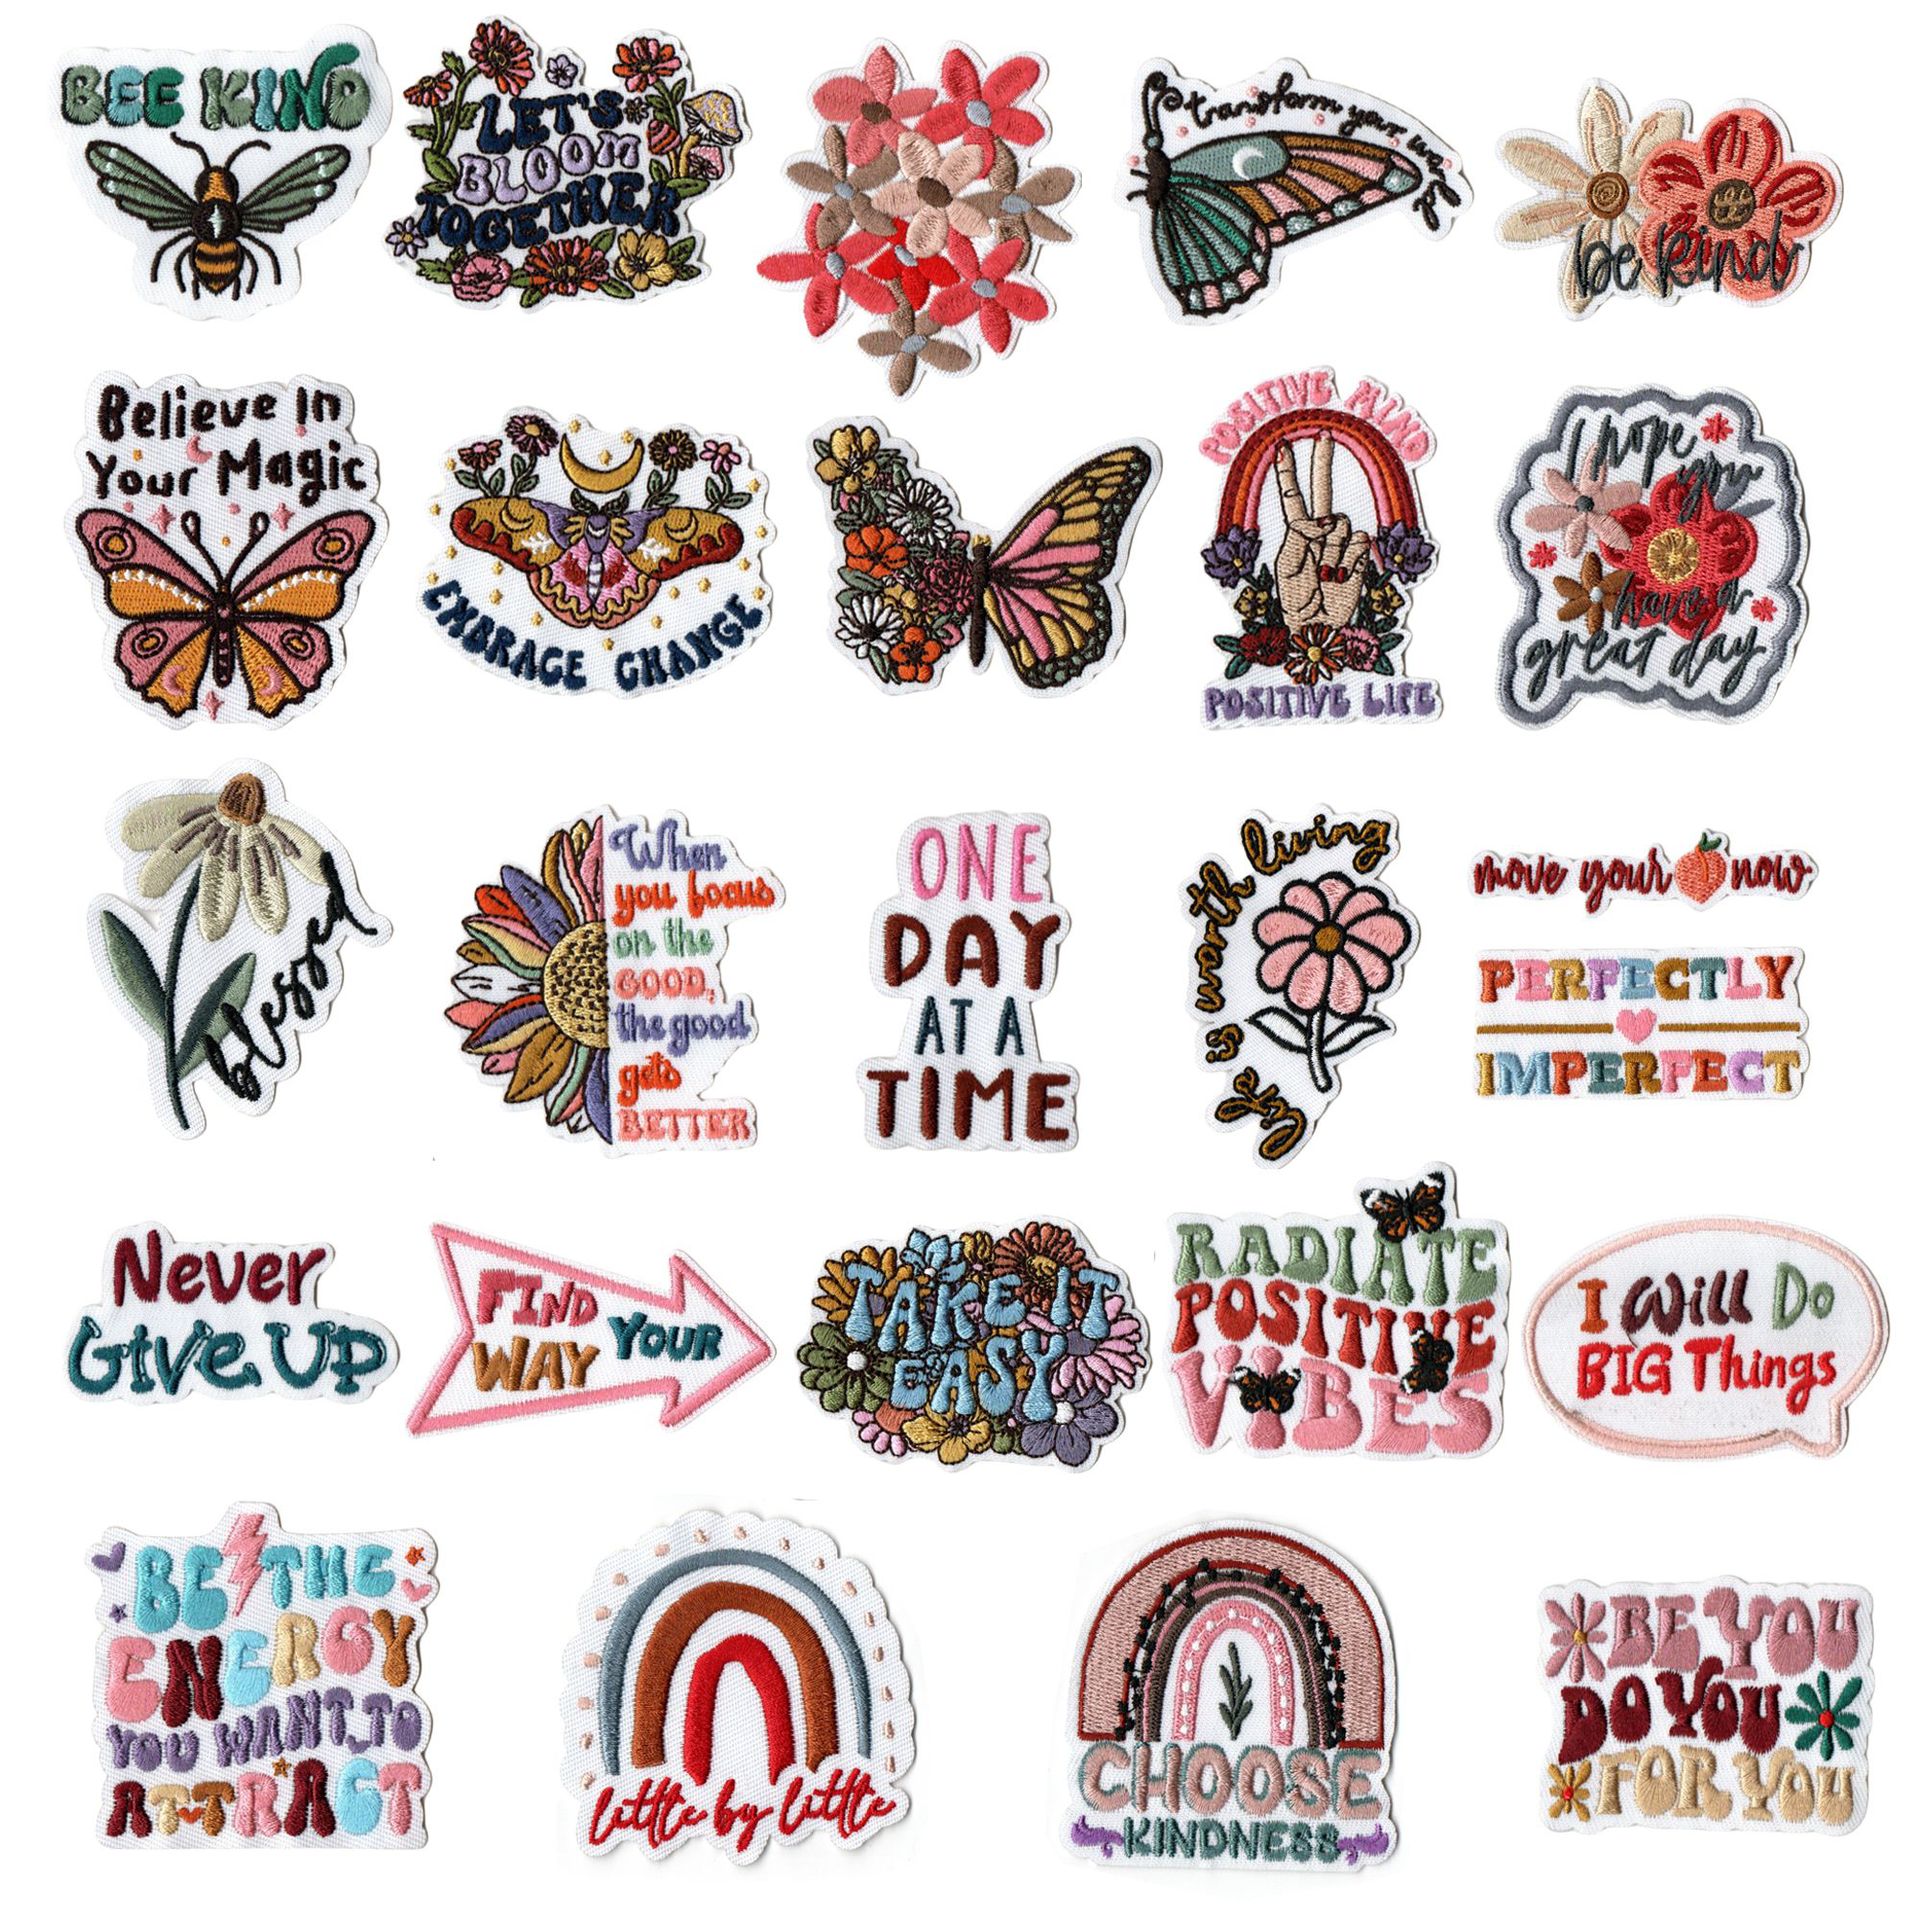 BEE KIND
LET'S
BLOOM
TOGETHER
transform your world
be kind
Believe In
Your Magic
EMBRACE CHANGE
POSITIVE MIND
POSITIVE LIFE
I hope
you
have a
great day
blessed
When
you focus
on the
GOOD,
the good
gets
BETTER
ONE
DAY
AT A
TIME
life is worth living
move your now
PERFECTLY
IMPERFECT
Never
Give UP
FIND
WAY YOUR
TAKE IT
EASY
RADIATE
POSITIVE
VIBES
I Will Do
BIG Things
BE THE
ENERGY
YOU WANT TO
ATTRACT
little by little
CHOOSE
KINDNESS
BE YOU
DO YOU
FOR YOU